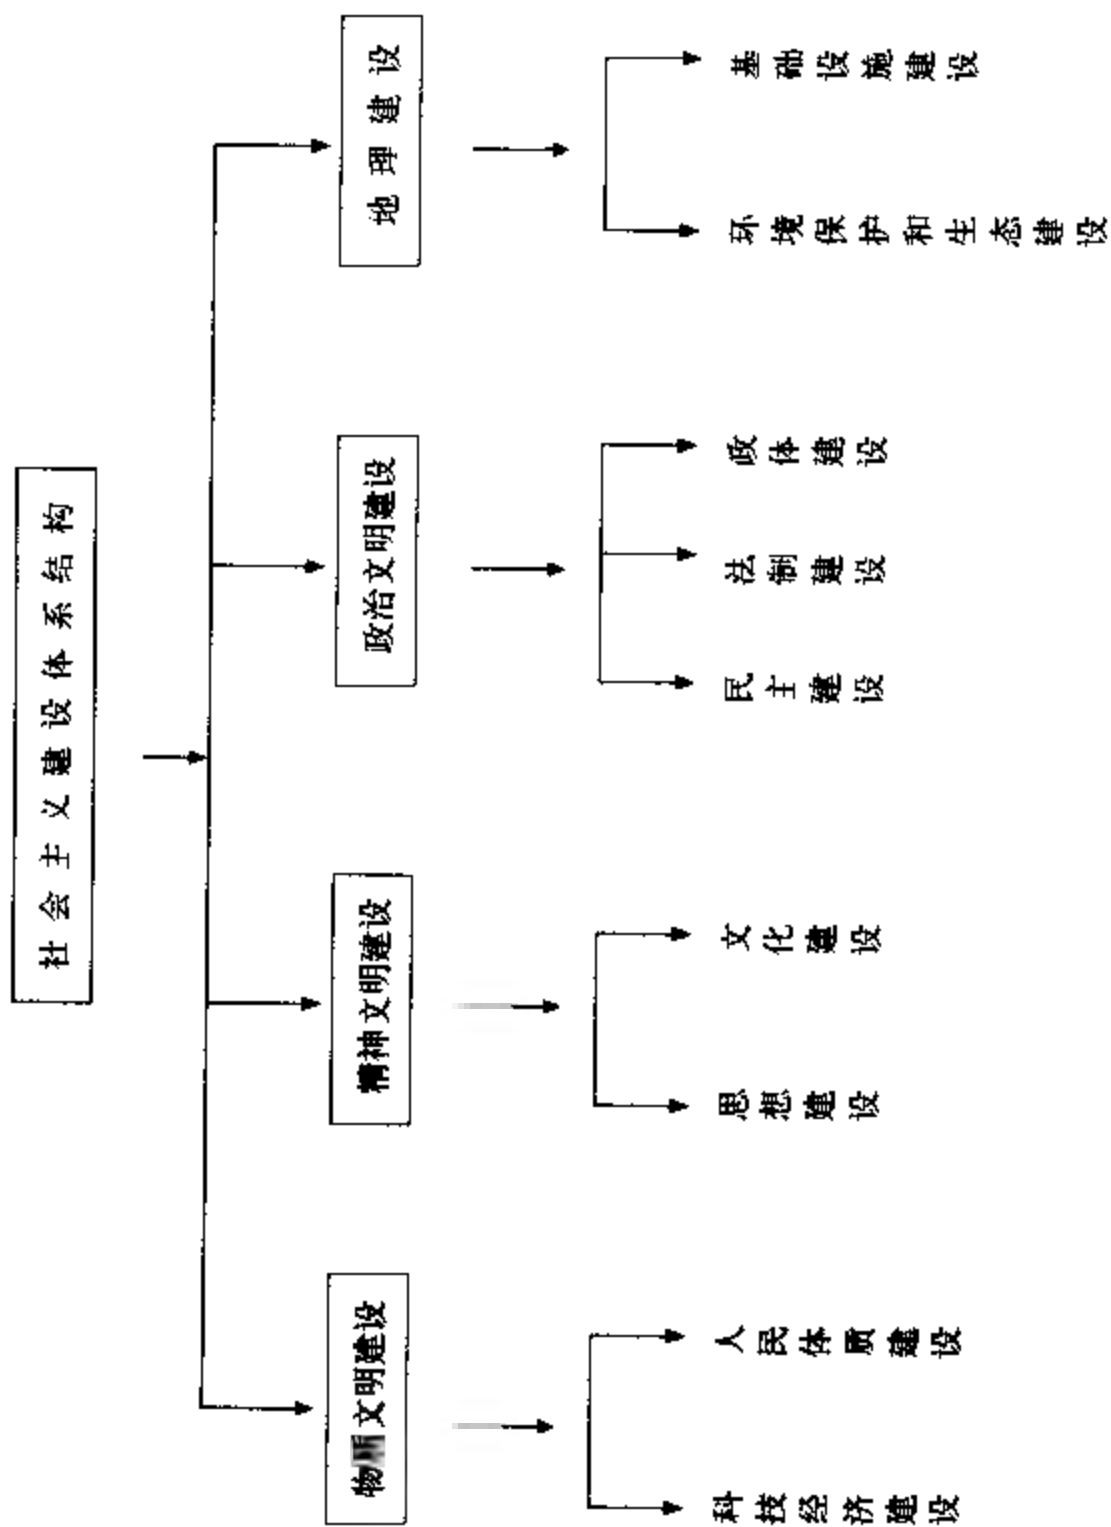 社会主义建设体系结构
物质文明建设
精神文明建设
政治文明建设
地理建设
科技经济建设
人民体质建设
思想建设
文化建设
民主建设
法制建设
政体建设
环境保护和生态建设
基础设施建设